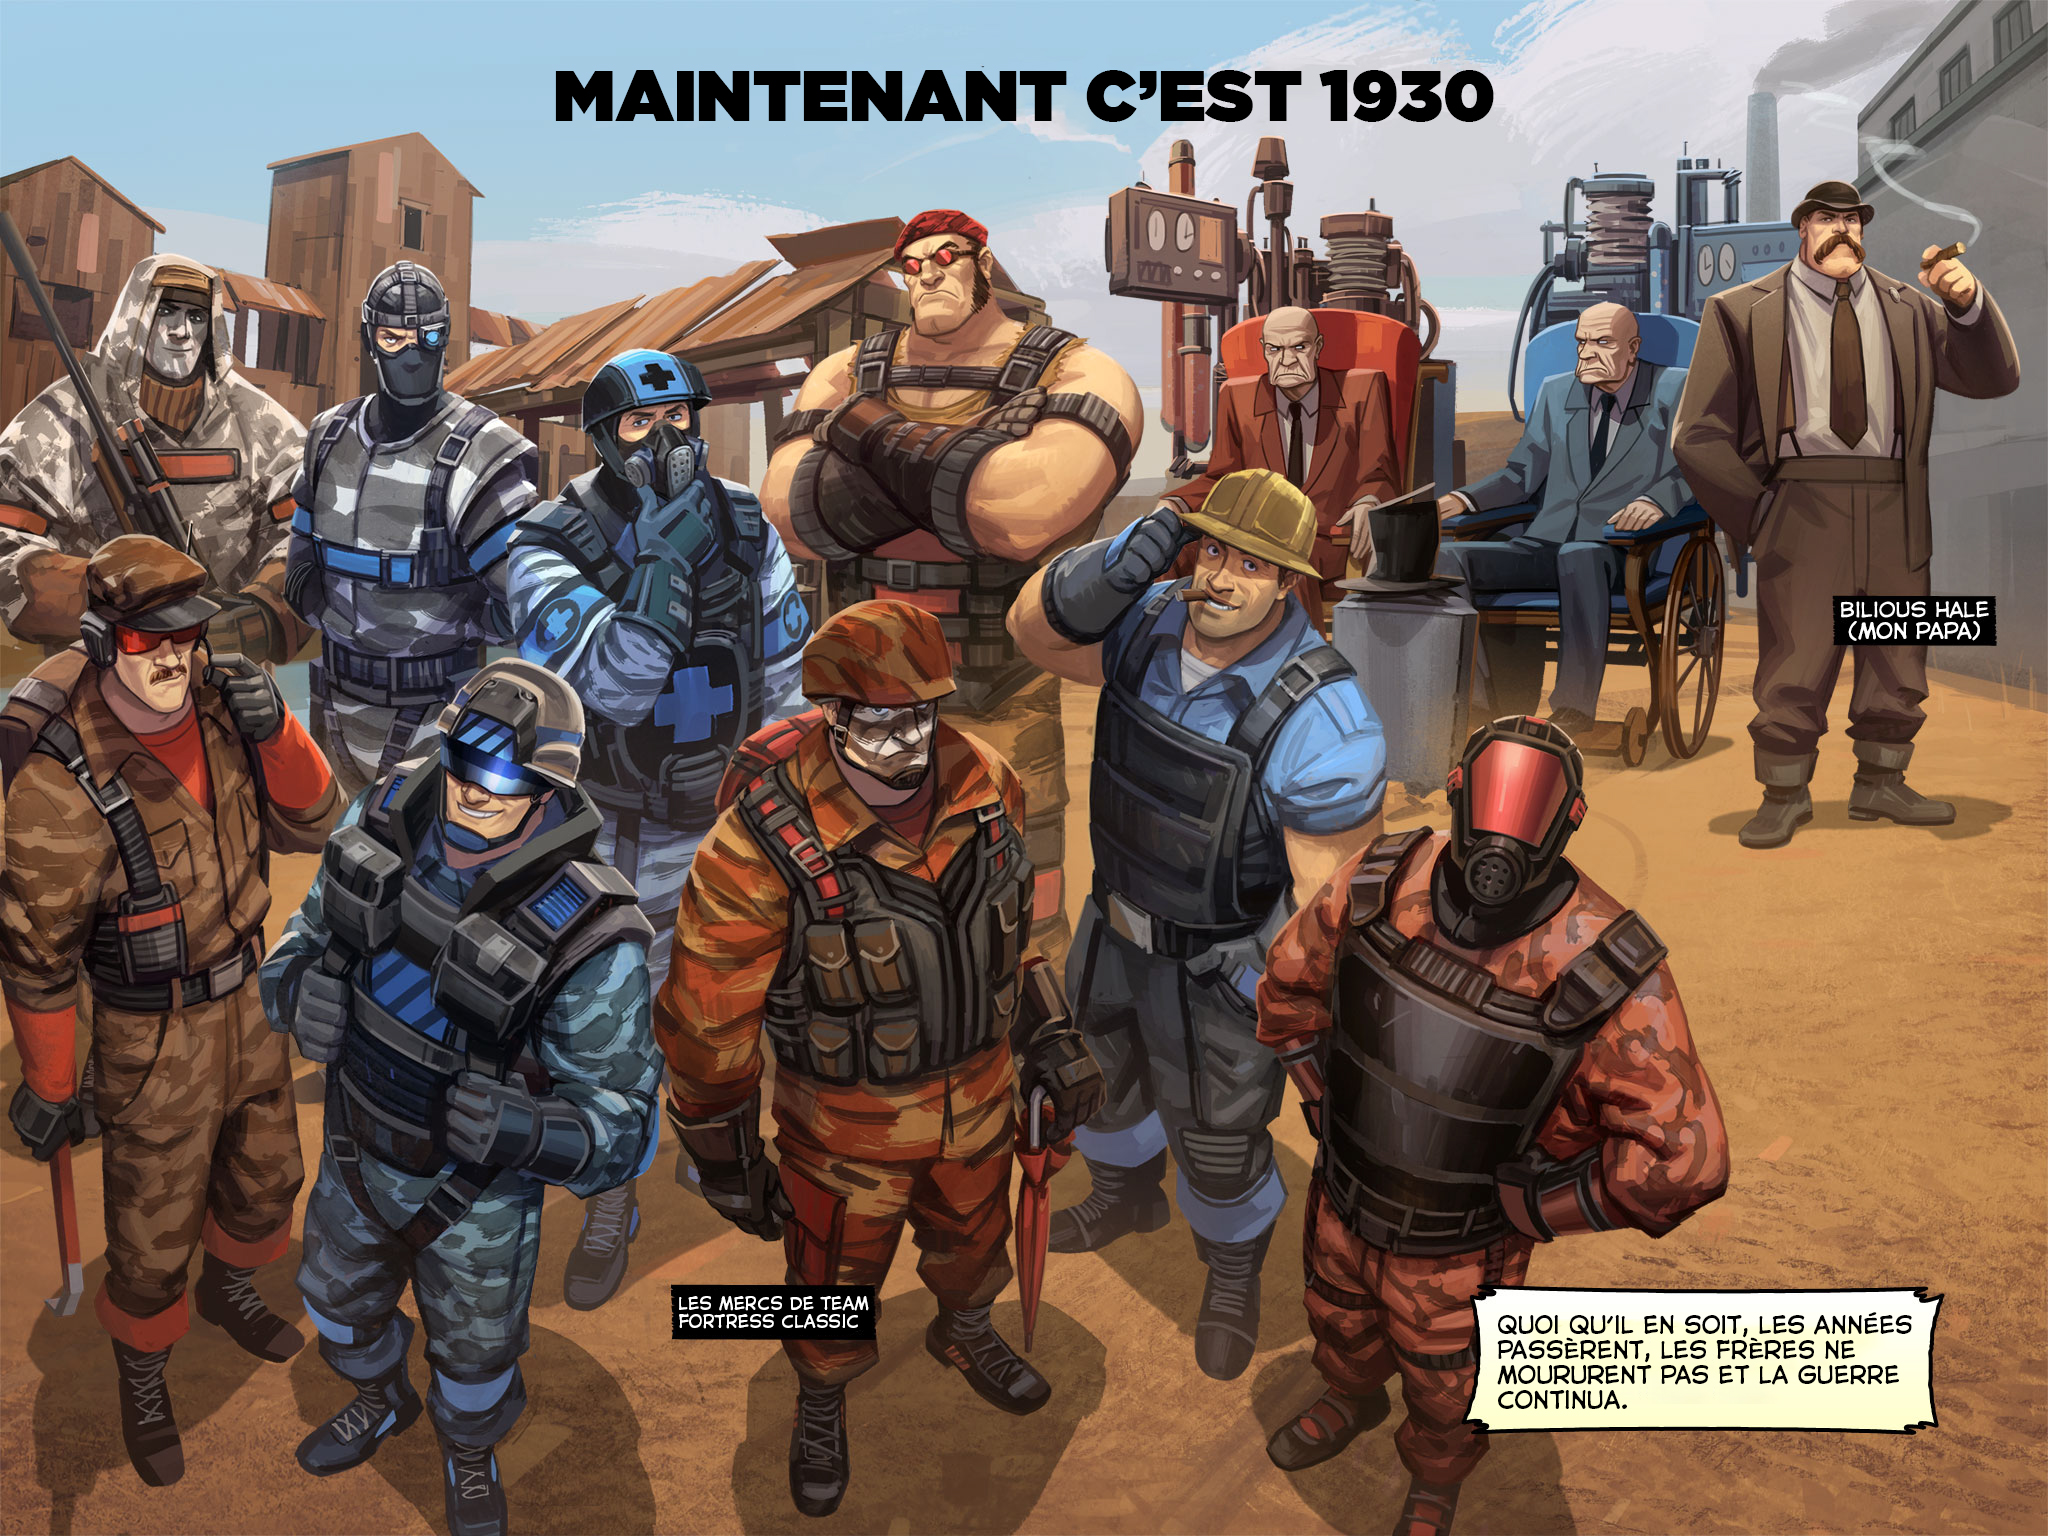 MAINTENANT C'EST 1930
BILIOUS HALE
(MON PAPA)
LES MERCS DE TEAM
FORTRESS CLASSIC
QUOI QU'IL EN SOIT, LES ANNÉES
PASSÈRENT, LES FRÈRES NE
MOURURENT PAS ET LA GUERRE
CONTINUA.